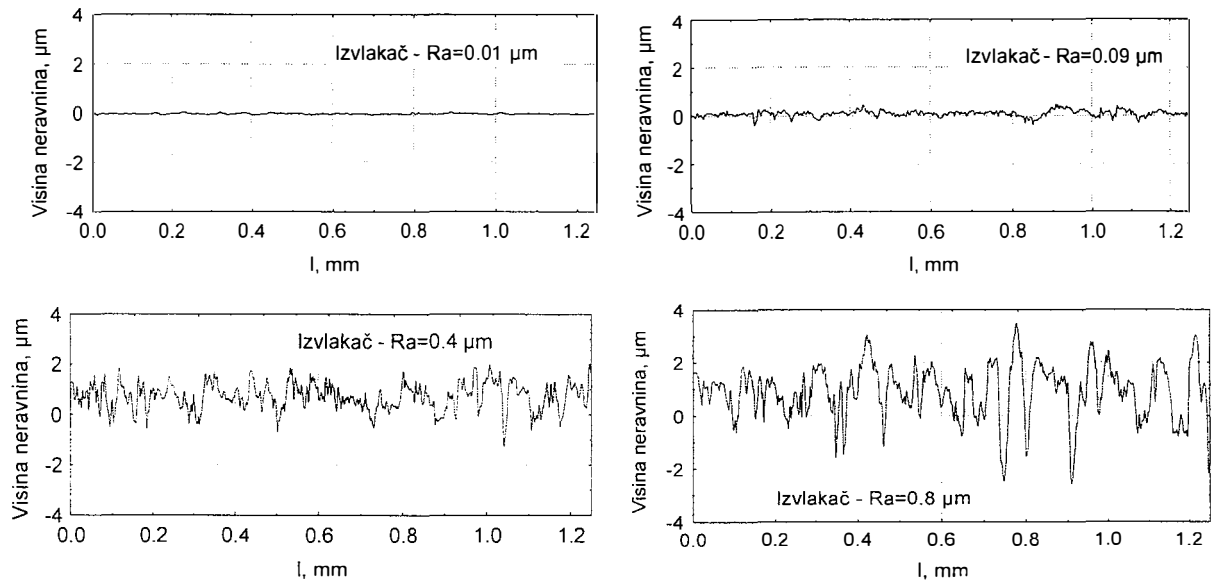 Izvlakač - Ra=0.01 µm
Visina neravnina, µm
4
2
0
-2
-4
0.0 0.2 0.4 0.6 0.8 1.0 1.2
l, mm
Izvlakač - Ra=0.09 µm
Visina neravnina, µm
4
2
0
-2
-4
0.0 0.2 0.4 0.6 0.8 1.0 1.2
l, mm
Izvlakač - Ra=0.4 µm
Visina neravnina, µm
4
2
0
-2
-4
0.0 0.2 0.4 0.6 0.8 1.0 1.2
l, mm
Visina neravnina, µm
4
2
0
-2
-4
Izvlakač - Ra=0.8 µm
0.0 0.2 0.4 0.6 0.8 1.0 1.2
l, mm